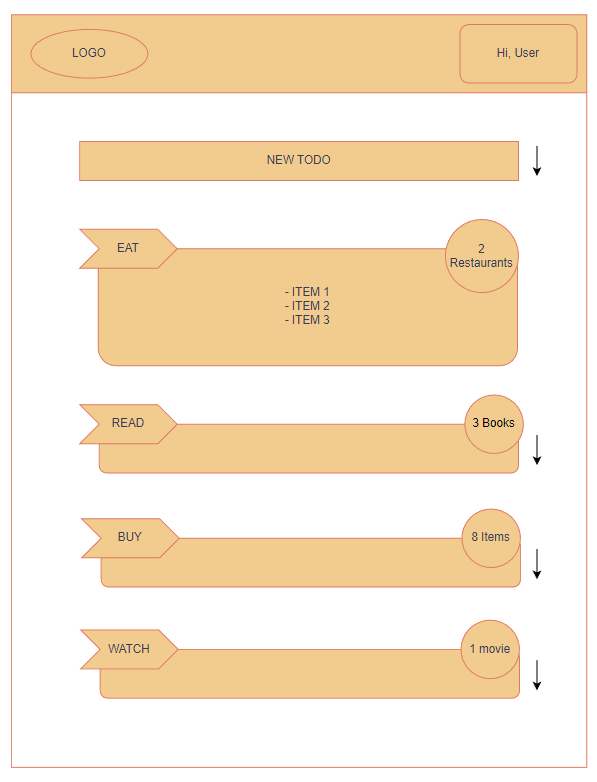 LOGO
Hi, User
NEW TODO
EAT
2
Restaurants
- ITEM 1
- ITEM 2
- ITEM 3
READ
3 Books
BUY
8 Items
WATCH
1 movie